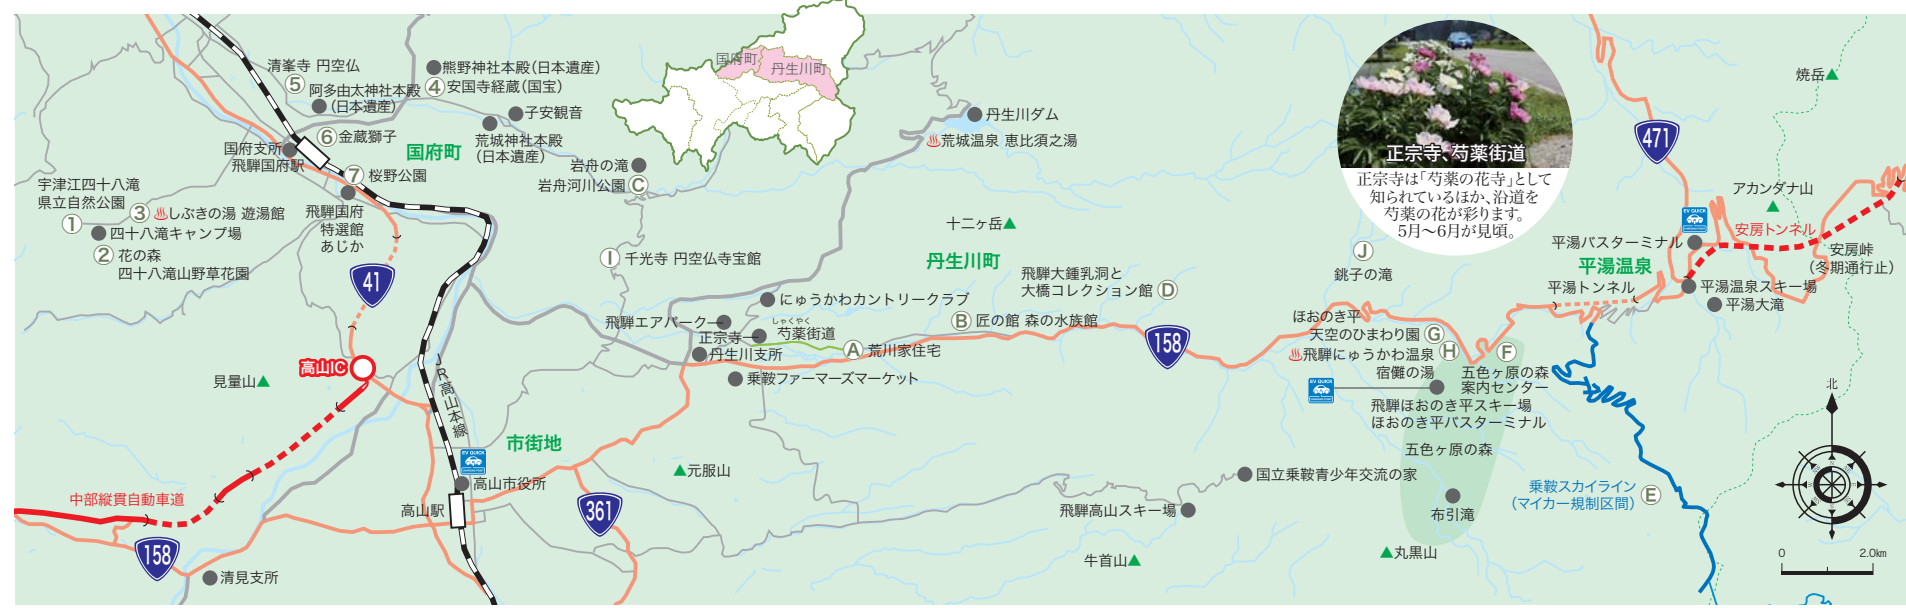 清峯寺 円空仏
⑤
阿多由太神社本殿
(日本遺産)
熊野神社本殿(日本遺産)
④ 安国寺経蔵(国宝)
子安観音
荒城神社本殿
(日本遺産)
⑥ 金蔵獅子
国府町
国府支所
飛騨国府駅
⑦ 桜野公園
岩舟の滝
岩舟河川公園 C
宇津江四十八滝
県立自然公園
①
③ しぶきの湯 遊湯館
四十八滝キャンプ場
② 花の森
四十八滝山野草花園
飛騨国府
特選館
あじか
41
高山IC
見量山
中部縦貫自動車道
158
清見支所
JR高山本線
市街地
EV QUICK
高山市役所
高山駅
361
元服山
国府町
丹生川町
丹生川ダム
荒城温泉 恵比須之湯
十二ヶ岳
丹生川町
I 千光寺 円空仏寺宝館
にゅうかわカントリークラブ
飛騨エアパーク
正宗寺
しゃくやく
芍薬街道
丹生川支所
A 荒川家住宅
乗鞍ファーマーズマーケット
飛騨大鍾乳洞と
大橋コレクション館 D
B 匠の館 森の水族館
158
正宗寺、芍薬街道
正宗寺は「芍薬の花寺」として
知られているほか、沿道を
芍薬の花が彩ります。
5月〜6月が見頃。
J
銚子の滝
ほおのき平
天空のひまわり園 G
飛騨にゅうかわ温泉 H
宿儺の湯
EV QUICK
F
五色ヶ原の森
案内センター
飛騨ほおのき平スキー場
ほおのき平バスターミナル
五色ヶ原の森
布引滝
国立乗鞍青少年交流の家
飛騨高山スキー場
牛首山
丸黒山
乗鞍スカイライン
(マイカー規制区間) E
471
焼岳
アカンダナ山
EV QUICK
安房トンネル
平湯バスターミナル
平湯温泉
安房峠
(冬期通行止)
平湯トンネル
平湯温泉スキー場
平湯大滝
北
0 2.0km